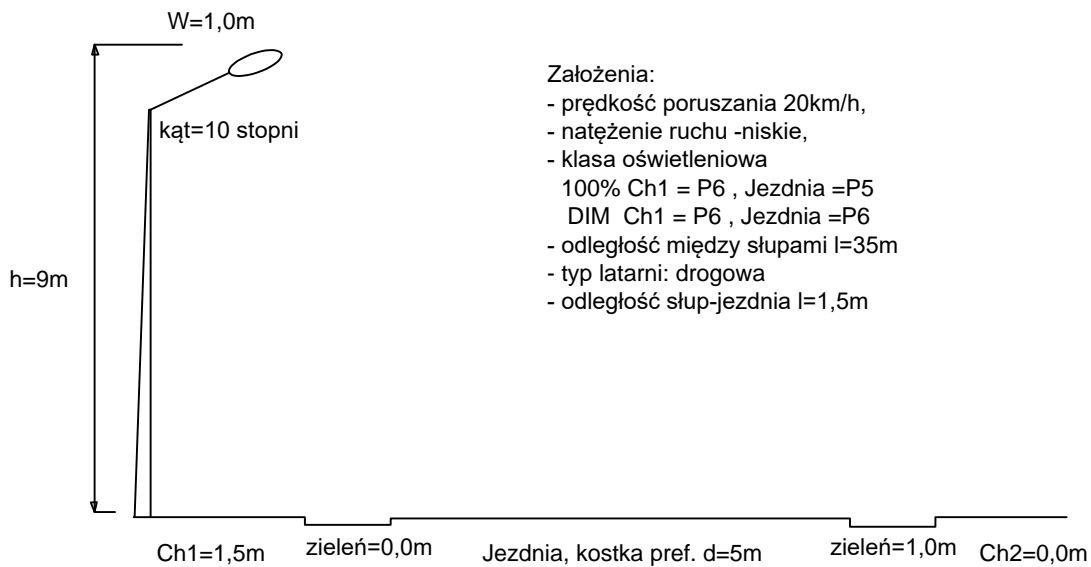 W=1,0m
kąt=10 stopni
h=9m
Założenia:
- prędkość poruszania 20km/h,
- natężenie ruchu -niskie,
- klasa oświetleniowa
100% Ch1 = P6 , Jezdnia =P5
DIM Ch1 = P6 , Jezdnia =P6
- odległość między słupami l=35m
- typ latarni: drogowa
- odległość słup-jezdnia l=1,5m
Ch1=1,5m zieleń=0,0m Jezdnia, kostka pref. d=5m zieleń=1,0m Ch2=0,0m